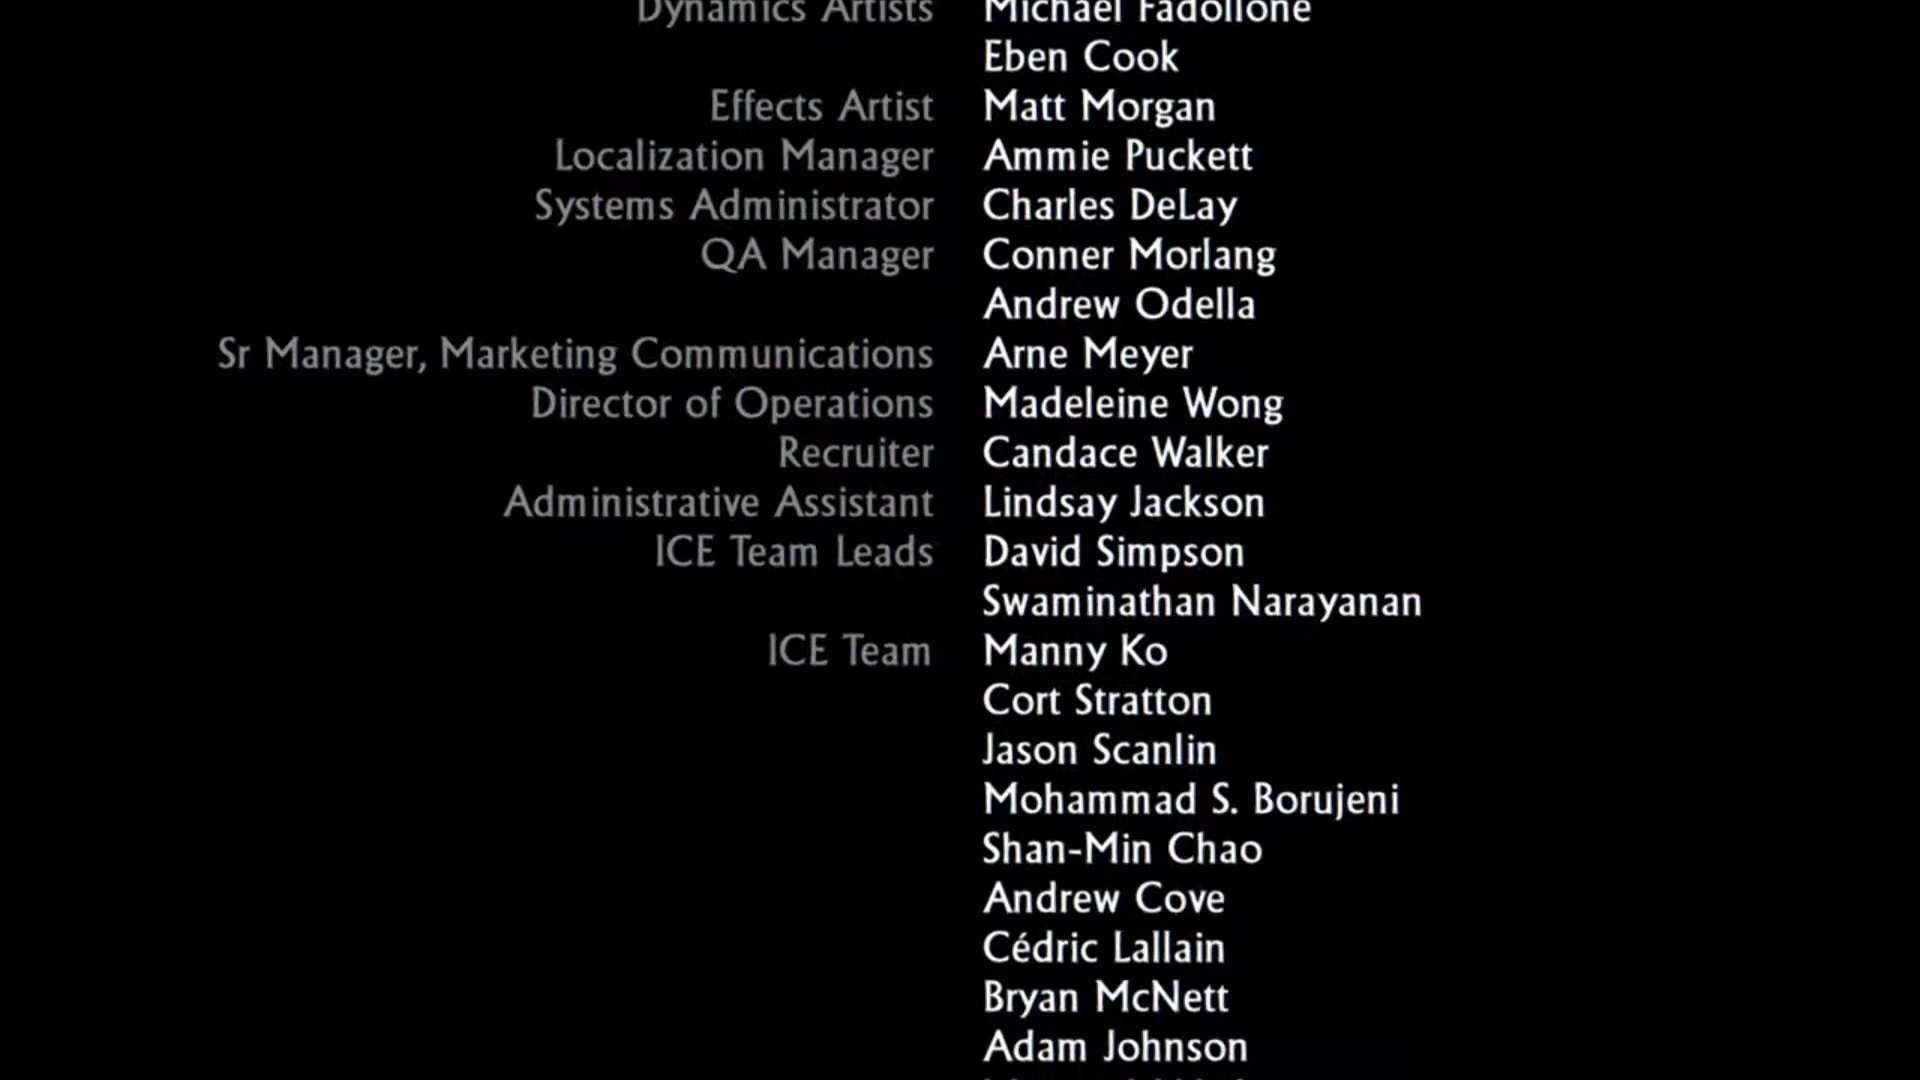 Dynamics Artists Michael Fadollone
Eben Cook
Effects Artist Matt Morgan
Localization Manager Ammie Puckett
Systems Administrator Charles DeLay
QA Manager Conner Morlang
Andrew Odella
Sr Manager, Marketing Communications Arne Meyer
Director of Operations Madeleine Wong
Recruiter Candace Walker
Administrative Assistant Lindsay Jackson
ICE Team Leads David Simpson
Swaminathan Narayanan
ICE Team Manny Ko
Cort Stratton
Jason Scanlin
Mohammad S. Borujeni
Shan-Min Chao
Andrew Cove
Cédric Lallain
Bryan McNett
Adam Johnson